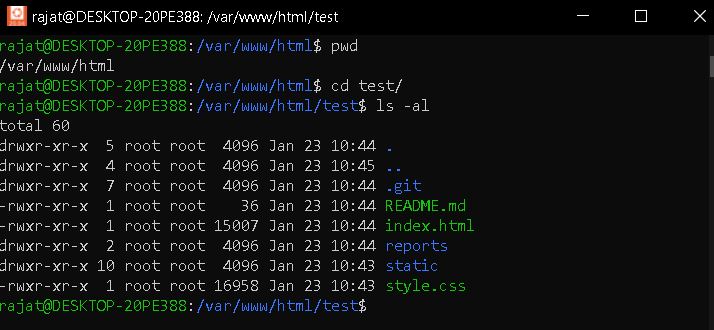 rajat@DESKTOP-20PE388: /var/www/html/test
rajat@DESKTOP-20PE388:/var/www/html$ pwd
/var/www/html
rajat@DESKTOP-20PE388:/var/www/html$ cd test/
rajat@DESKTOP-20PE388:/var/www/html/test$ ls -al
total 60
drwxr-xr-x  5 root root  4096 Jan 23 10:44 .
drwxr-xr-x  4 root root  4096 Jan 23 10:45 ..
drwxr-xr-x  7 root root  4096 Jan 23 10:44 .git
-rwxr-xr-x  1 root root    36 Jan 23 10:44 README.md
-rwxr-xr-x  1 root root 15007 Jan 23 10:44 index.html
drwxr-xr-x  2 root root  4096 Jan 23 10:44 reports
drwxr-xr-x 10 root root  4096 Jan 23 10:43 static
-rwxr-xr-x  1 root root 16958 Jan 23 10:43 style.css
rajat@DESKTOP-20PE388:/var/www/html/test$